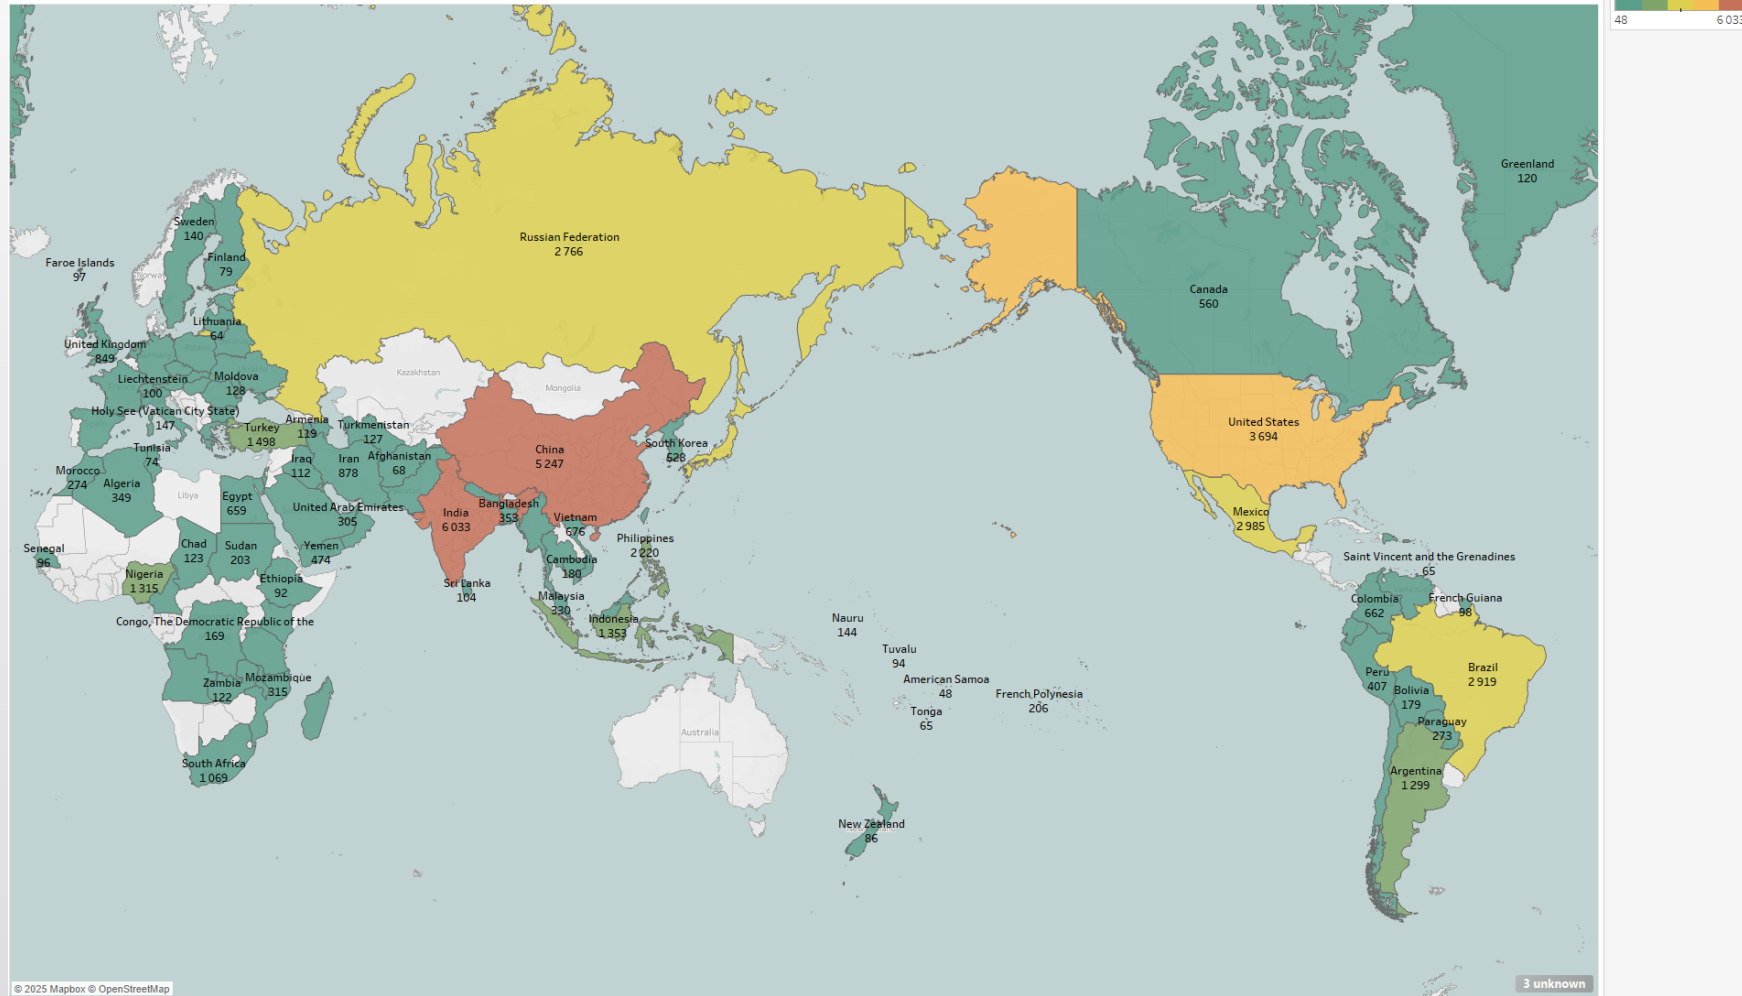 48
6 033
Greenland
120
Sweden
140
Russian Federation
2 766
Finland
79
Faroe Islands
97
Norway
Canada
560
Lithuania
64
United Kingdom
849
Kazakhstan
Mongolia
Liechtenstein
100
Moldova
128
Holy See (Vatican City State)
147
Turkey
1 498
Armenia
119
Turkmenistan
127
United States
3 694
Tunisia
74
Iraq
112
Iran
878
Afghanistan
68
China
5 247
South Korea
528
Morocco
274
Algeria
349
Libya
Egypt
659
United Arab Emirates
305
India
6 033
Bangladesh
353
Vietnam
676
Mexico
2 985
Senegal
96
Chad
123
Sudan
203
Yemen
474
Philippines
2 220
Saint Vincent and the Grenadines
65
Nigeria
1 315
Ethiopia
92
Sri Lanka
104
Cambodia
180
Malaysia
330
Indonesia
1 353
Colombia
662
French Guiana
98
Congo, The Democratic Republic of the
169
Nauru
144
Tuvalu
94
American Samoa
48
French Polynesia
206
Tonga
65
Zambia
122
Mozambique
315
Peru
407
Brazil
2 919
Bolivia
179
Paraguay
273
Australia
South Africa
1 069
Argentina
1 299
New Zealand
86
© 2025 Mapbox © OpenStreetMap
3 unknown